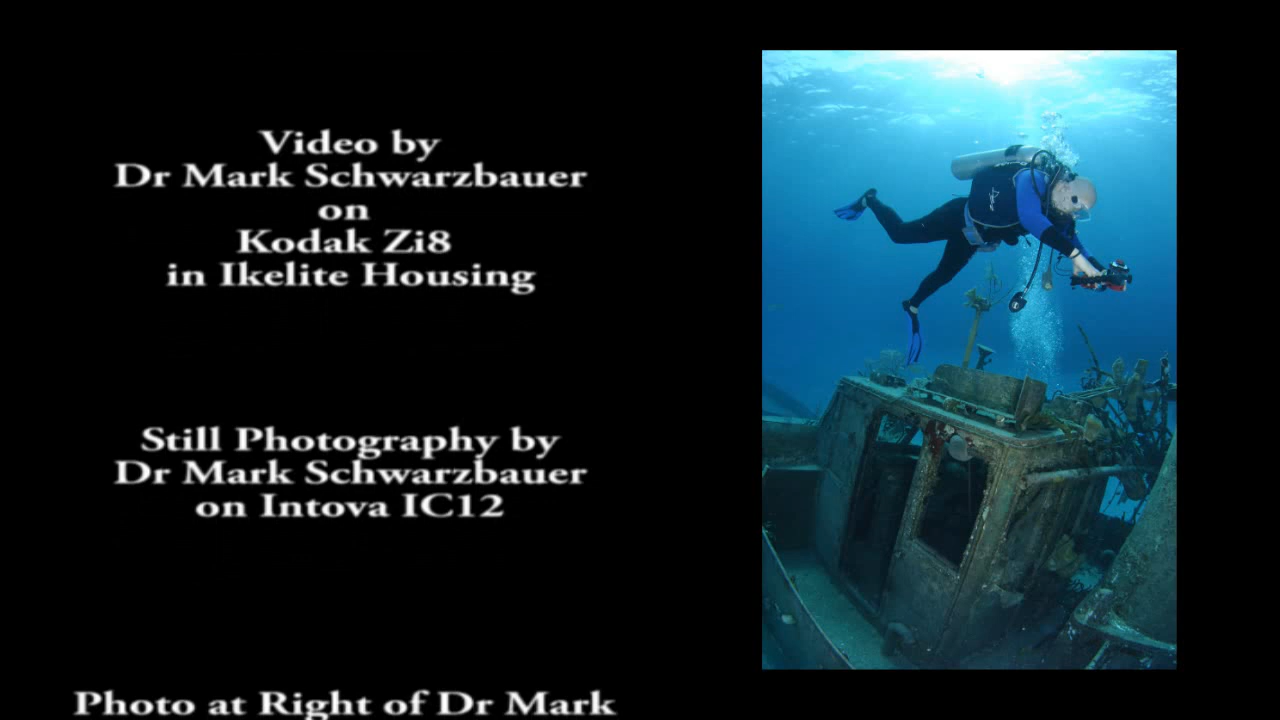 Video by
Dr Mark Schwarzbauer
on
Kodak Zi8
in Ikelite Housing
Still Photography by
Dr Mark Schwarzbauer
on Intova IC12
Photo at Right of Dr Mark